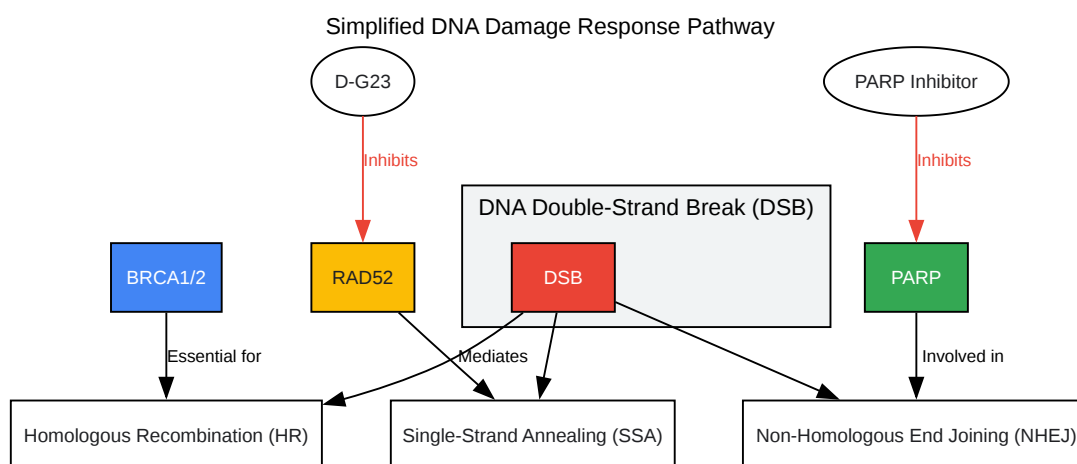 Simplified DNA Damage Response Pathway
D-G23
PARP Inhibitor
Inhibits
Inhibits
DNA Double-Strand Break (DSB)
BRCA1/2
RAD52
DSB
PARP
Essential for
Mediates
Involved in
Homologous Recombination (HR)
Single-Strand Annealing (SSA)
Non-Homologous End Joining (NHEJ)